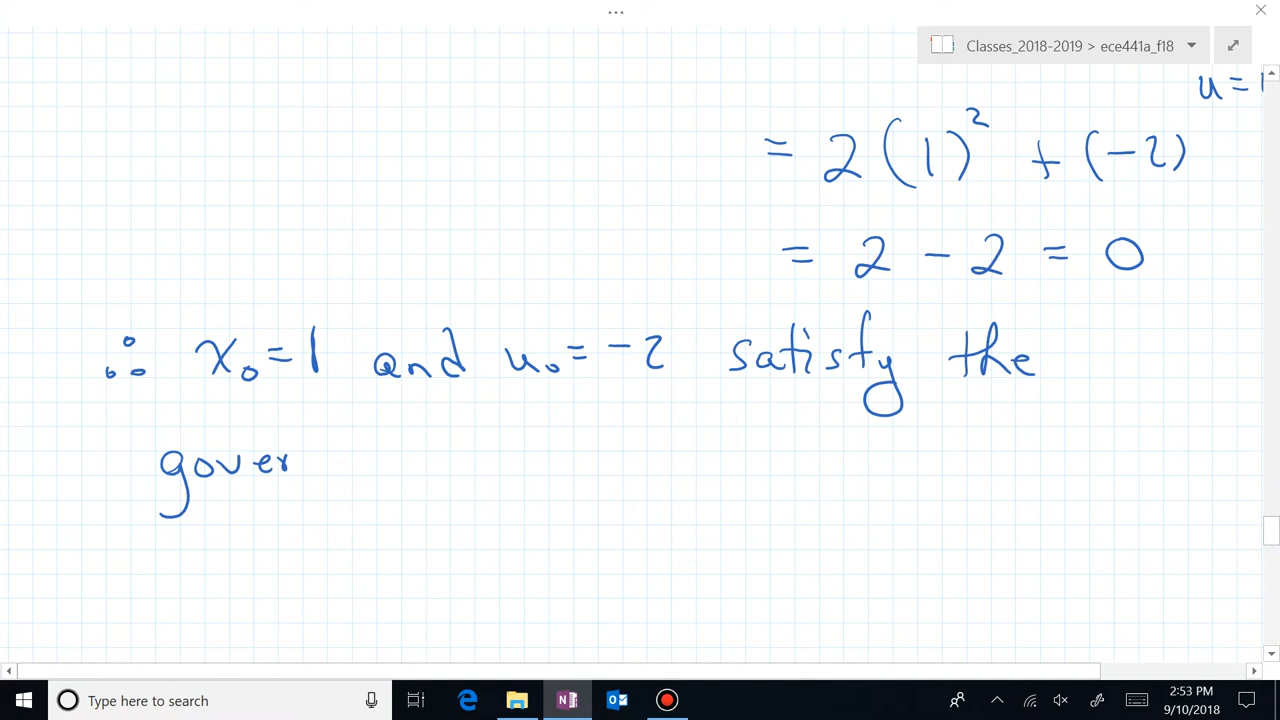 Classes_2018-2019 > ece441a_f18
u=
= 2(1)² + (-2)
= 2 - 2 = 0
∴ x₀=1 and u₀=-2 satisfy the
gover
Type here to search
2:53 PM
9/10/2018